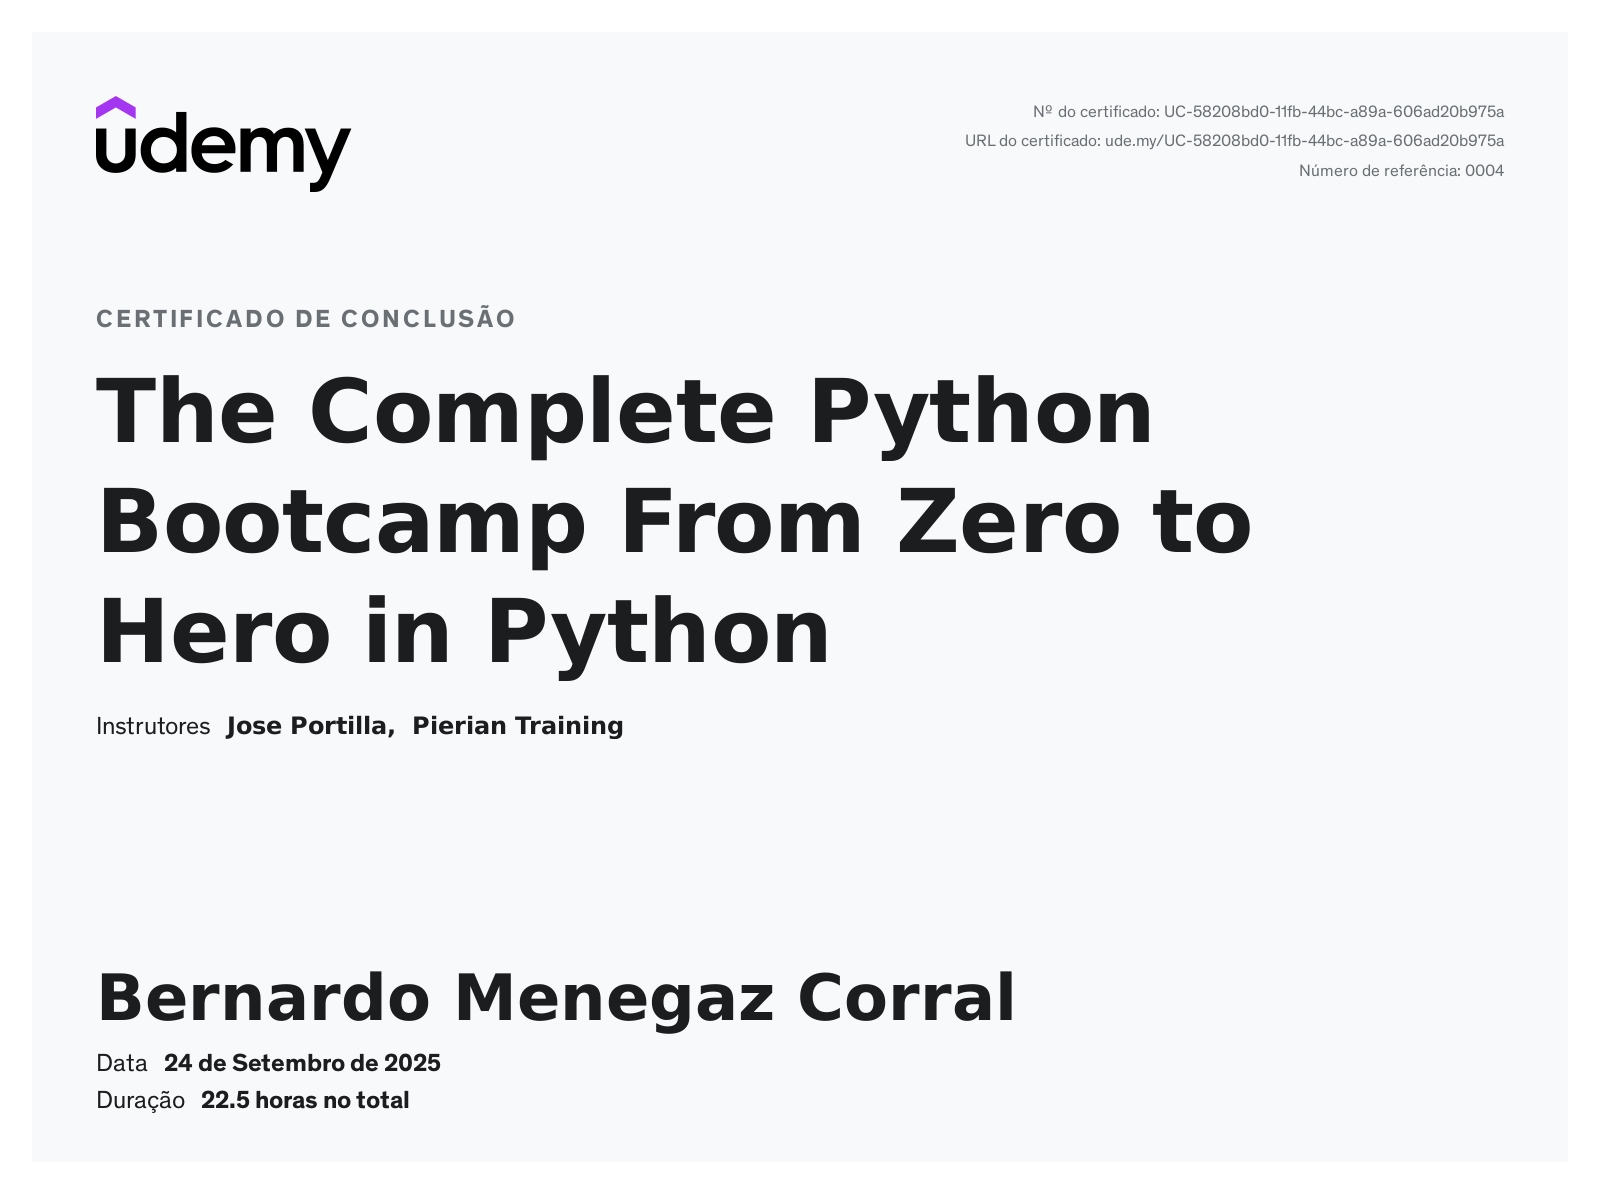 udemy
Nº do certificado: UC-58208bd0-11fb-44bc-a89a-606ad20b975a
URL do certificado: ude.my/UC-58208bd0-11fb-44bc-a89a-606ad20b975a
Número de referência: 0004
CERTIFICADO DE CONCLUSÃO
The Complete Python
Bootcamp From Zero to
Hero in Python
Instrutores Jose Portilla, Pierian Training
Bernardo Menegaz Corral
Data 24 de Setembro de 2025
Duração 22.5 horas no total